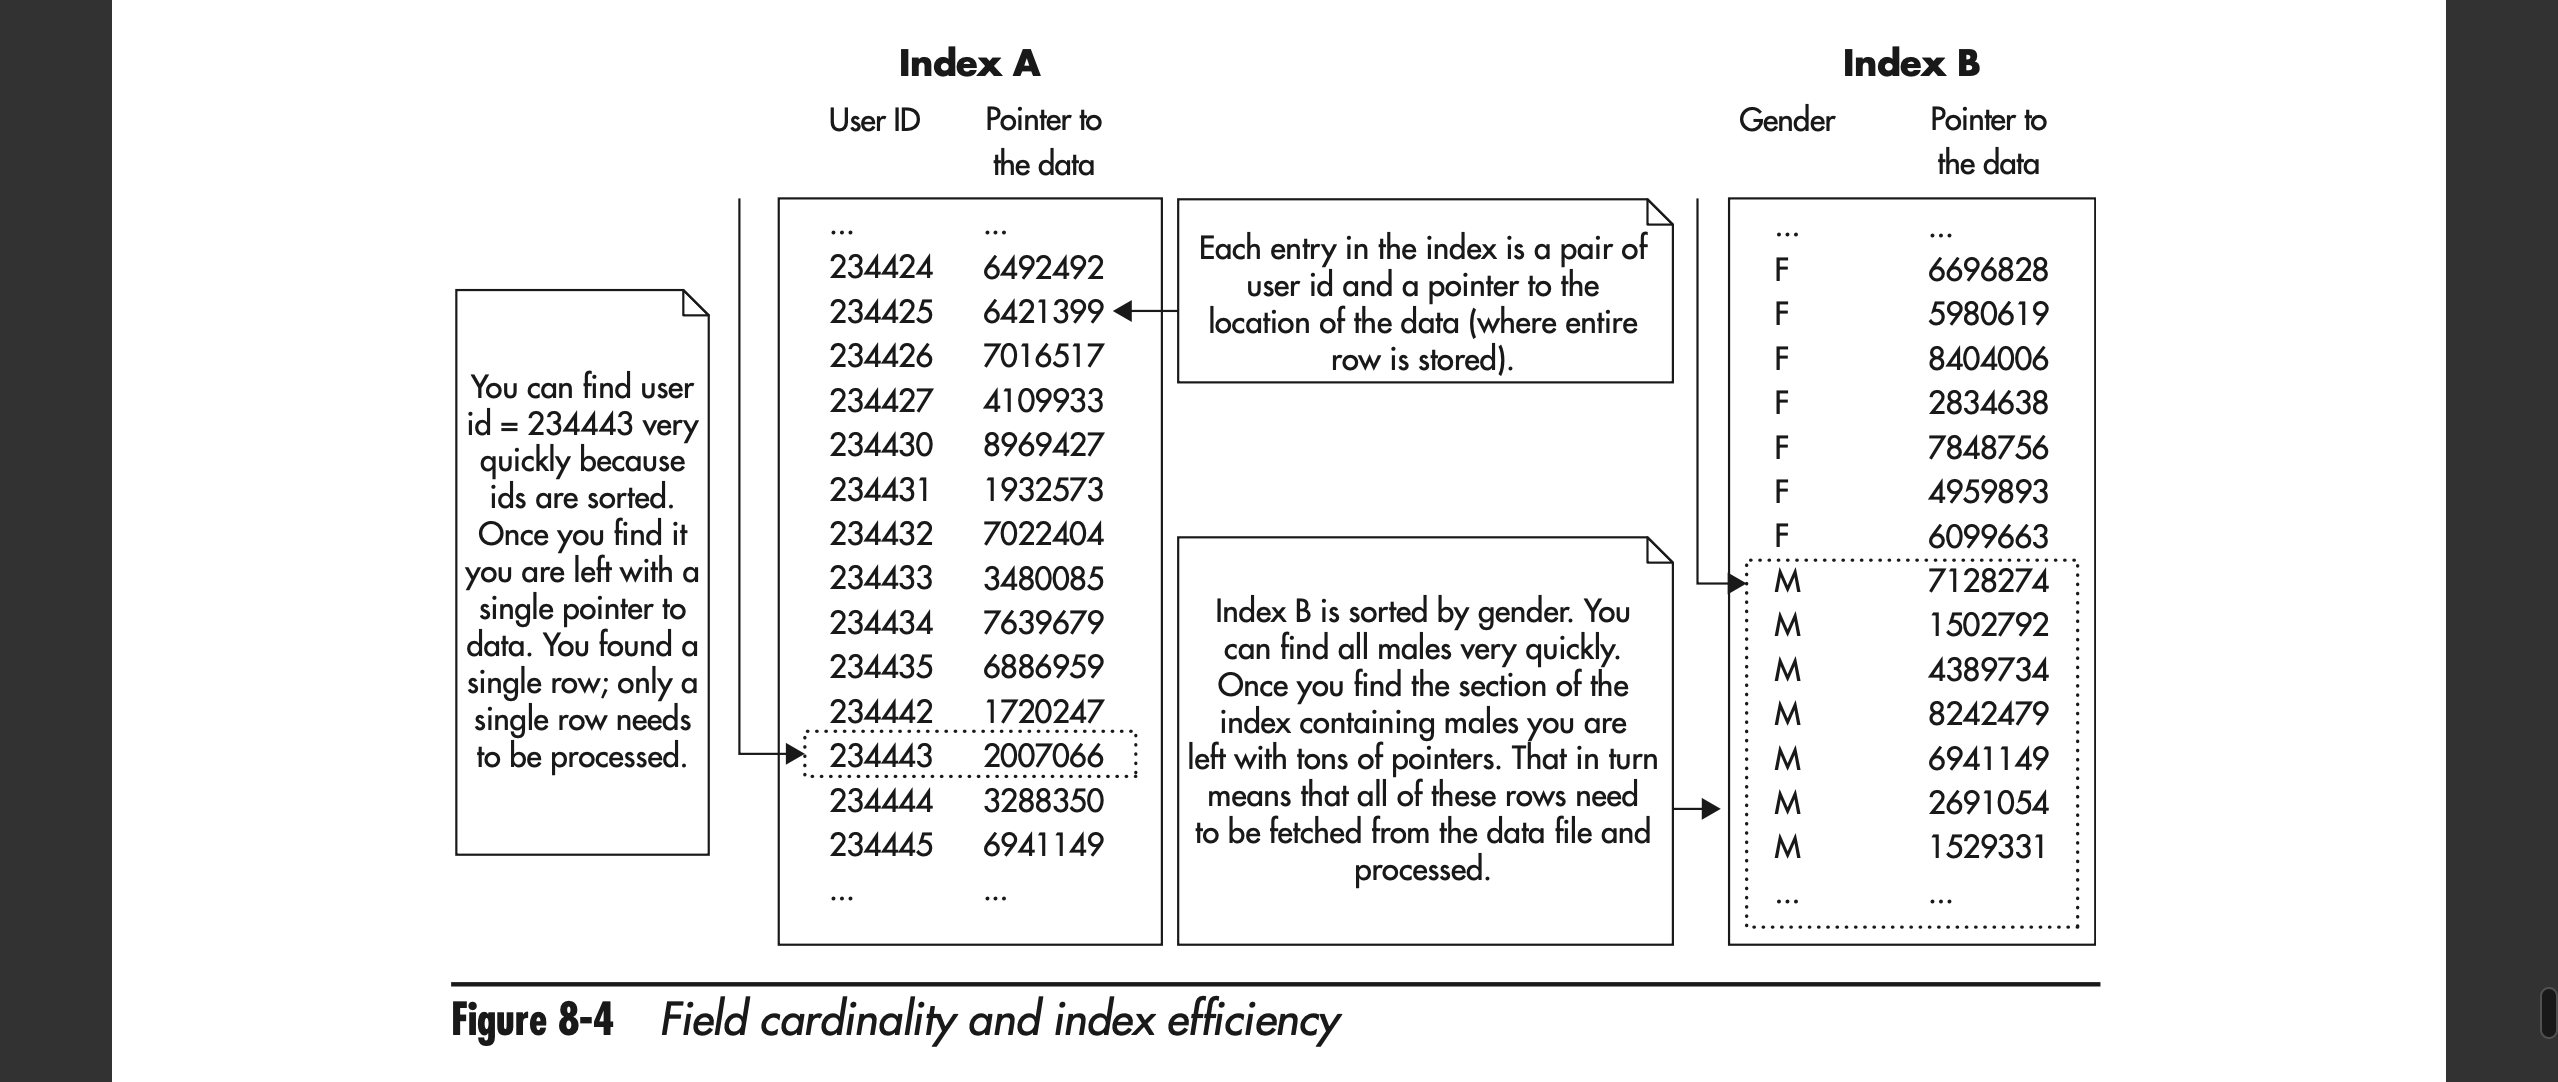 Index A
User ID Pointer to
the data
... ...
234424 6492492
234425 6421399
234426 7016517
234427 4109933
234430 8969427
234431 1932573
234432 7022404
234433 3480085
234434 7639679
234435 6886959
234442 1720247
234443 2007066
234444 3288350
234445 6941149
... ...
You can find user
id = 234443 very
quickly because
ids are sorted.
Once you find it
you are left with a
single pointer to
data. You found a
single row; only a
single row needs
to be processed.
Each entry in the index is a pair of
user id and a pointer to the
location of the data (where entire
row is stored).
Index B is sorted by gender. You
can find all males very quickly.
Once you find the section of the
index containing males you are
left with tons of pointers. That in turn
means that all of these rows need
to be fetched from the data file and
processed.
Index B
Gender Pointer to
the data
... ...
F 6696828
F 5980619
F 8404006
F 2834638
F 7848756
F 4959893
F 6099663
M 7128274
M 1502792
M 4389734
M 8242479
M 6941149
M 2691054
M 1529331
... ...
Figure 8-4 Field cardinality and index efficiency